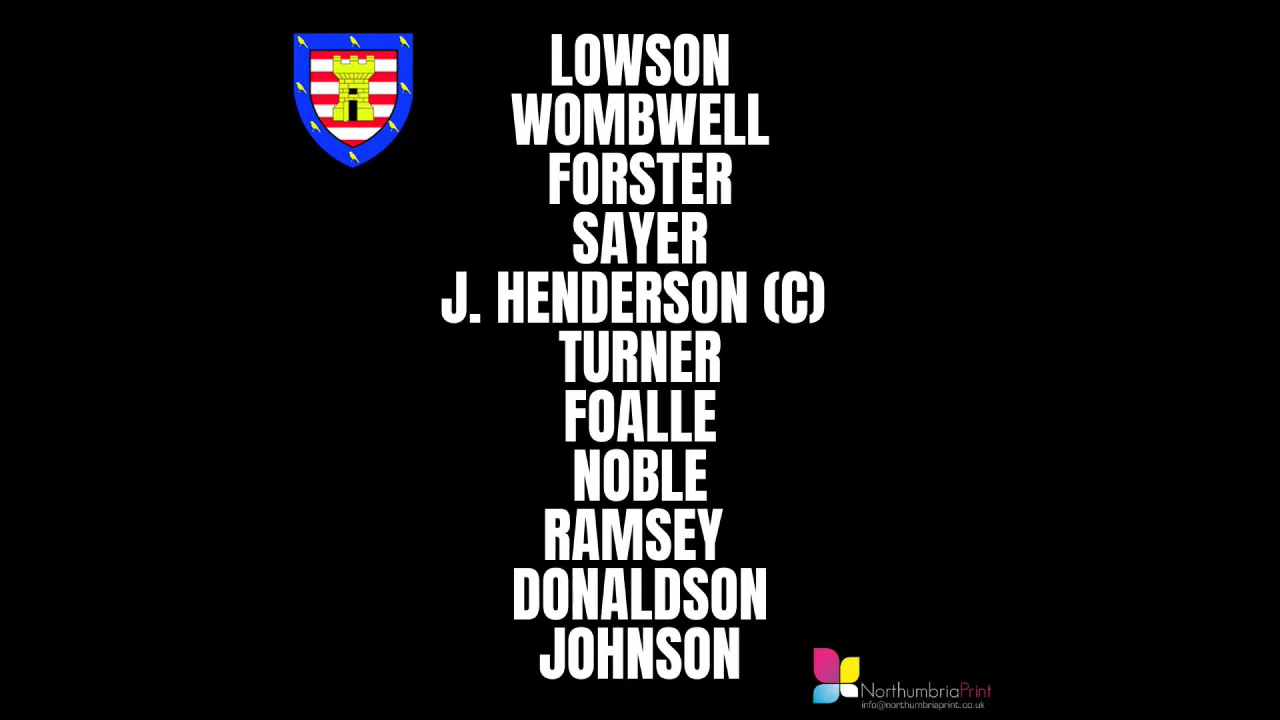 LOWSON
WOMBWELL
FORSTER
SAYER
J. HENDERSON (C)
TURNER
FOALLE
NOBLE
RAMSEY
DONALDSON
JOHNSON
NorthumbriaPrint
info@northumbriaprint.co.uk